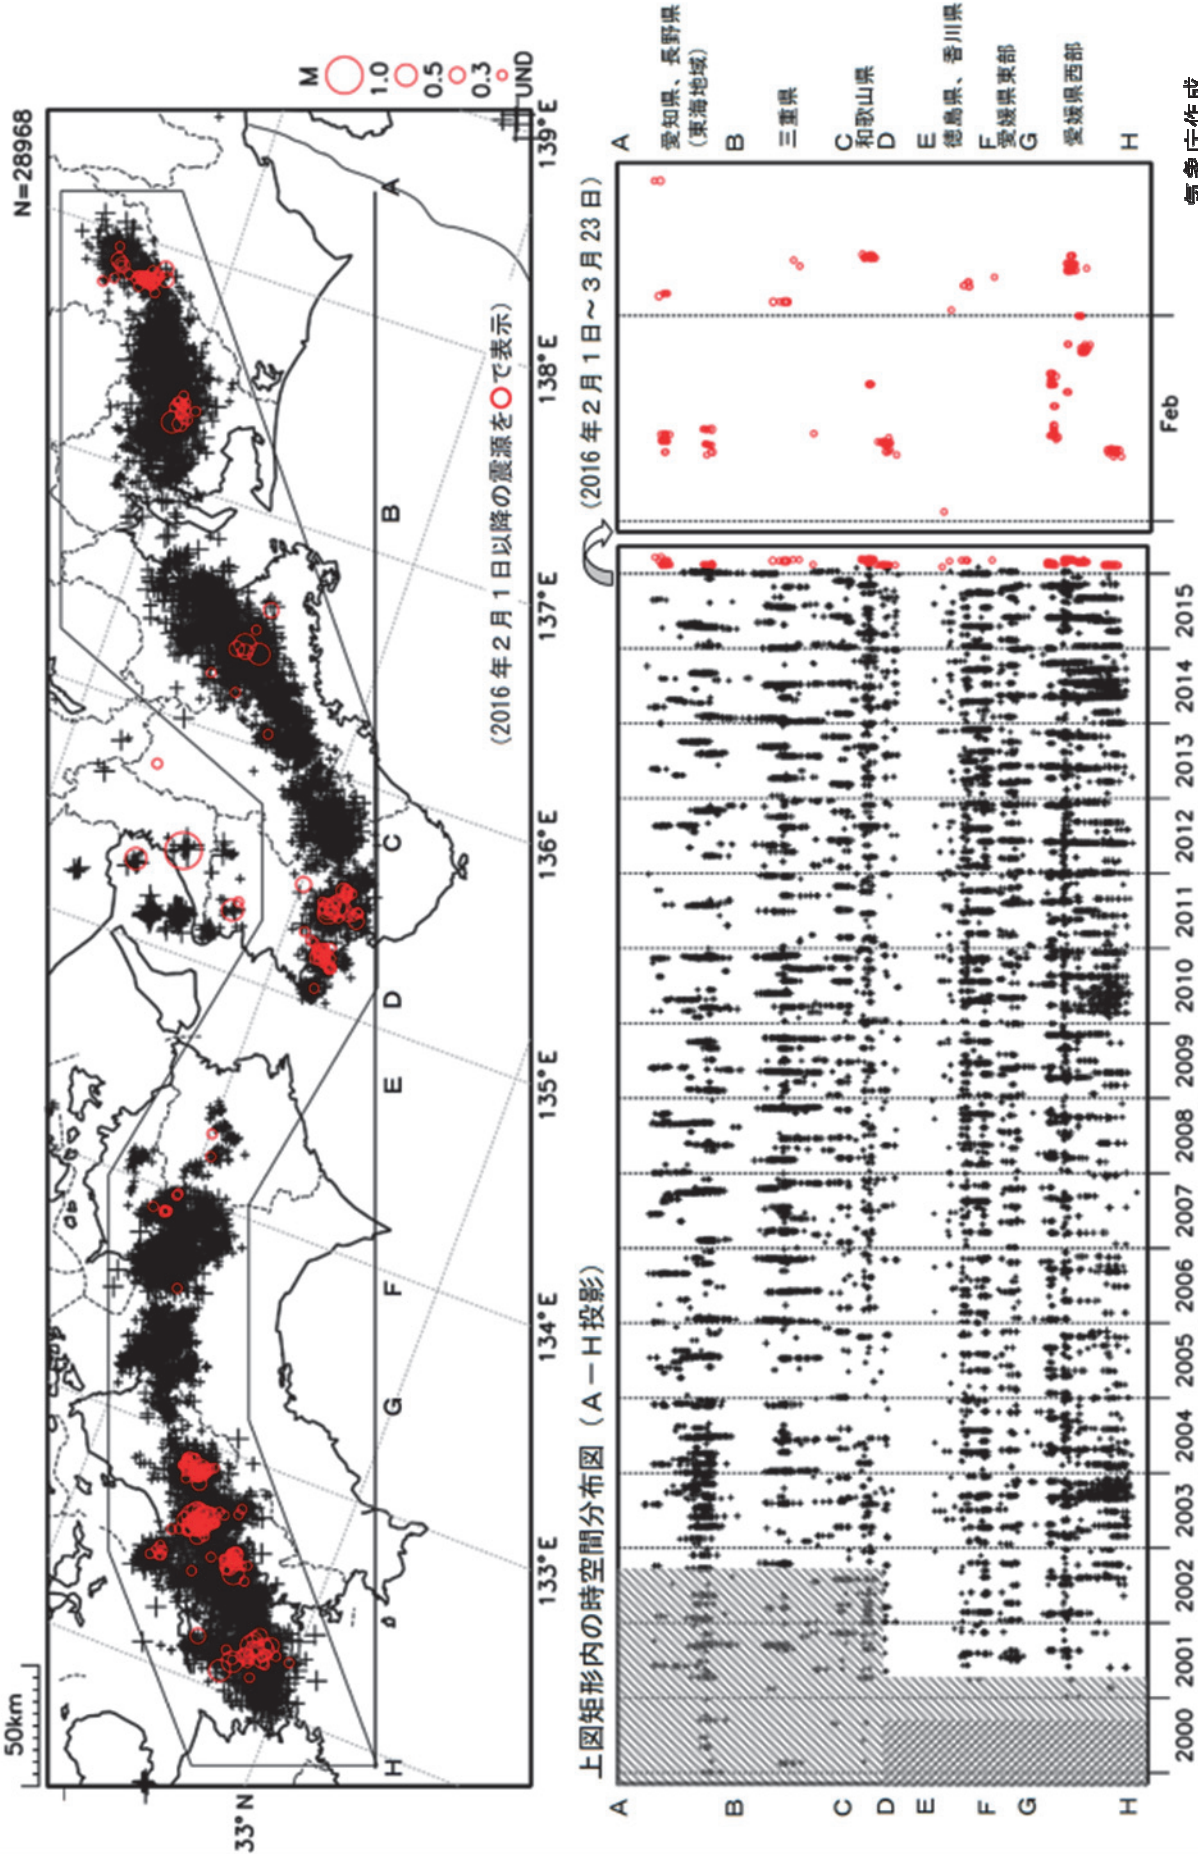 50km
N=28968
M
1.0
0.5
0.3
UND
33°N
133°E
134°E
135°E
136°E
137°E
138°E
139°E
H
G
F
E
D
C
B
A
(2016年2月1日以降の震源を○で表示)
上図矩形内の時空間分布図 (A-H投影)
(2016年2月1日~3月23日)
A
B
C
D
E
F
G
H
A
愛知県、長野県
(東海地域)
B
三重県
C
和歌山県
D
E
徳島県、香川県
F
愛媛県東部
G
愛媛県西部
H
2000
2001
2002
2003
2004
2005
2006
2007
2008
2009
2010
2011
2012
2013
2014
2015
Feb
気象庁作成